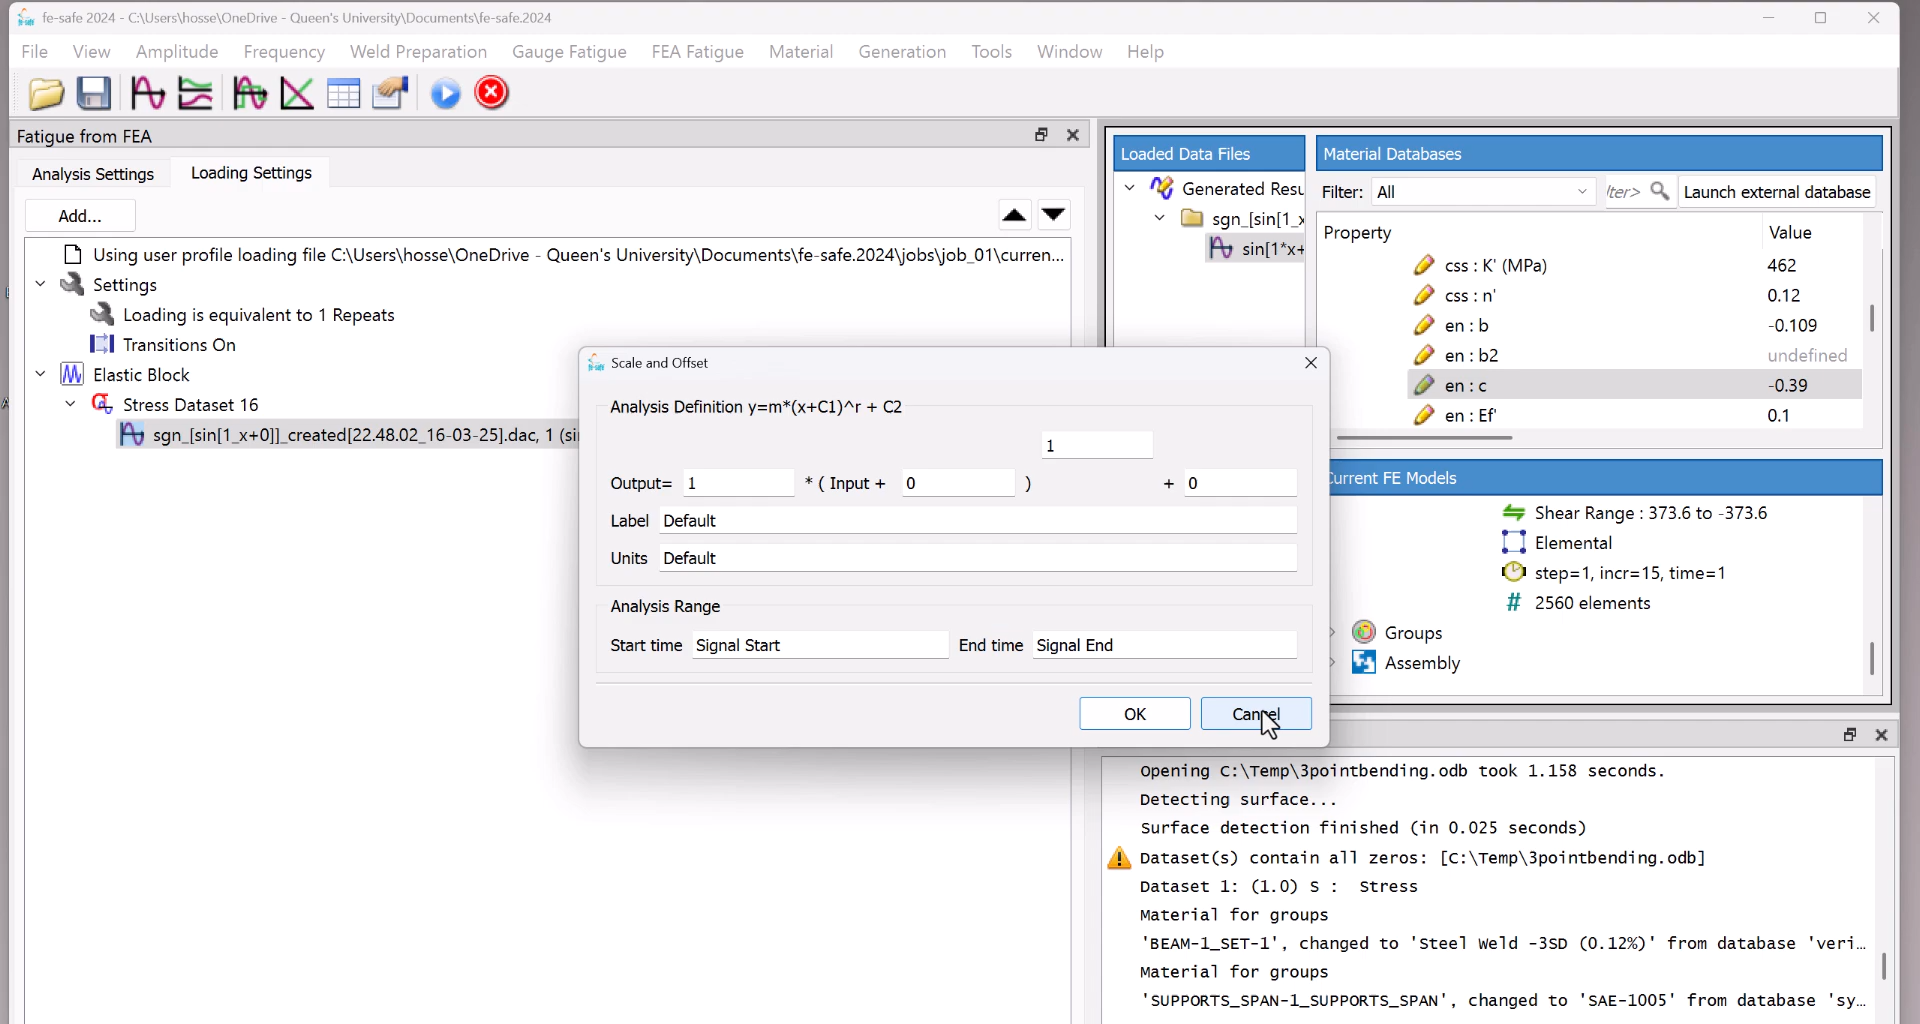 fe-safe 2024 - C:\Users\hosse\OneDrive - Queen's University\Documents\fe-safe.2024
File View Amplitude Frequency Weld Preparation Gauge Fatigue FEA Fatigue Material Generation Tools Window Help
Fatigue from FEA
Analysis Settings Loading Settings
Add...
Using user profile loading file C:\Users\hosse\OneDrive - Queen's University\Documents\fe-safe.2024\jobs\job_01\curren...
Settings
Loading is equivalent to 1 Repeats
Transitions On
Elastic Block
Stress Dataset 16
sgn_[sin[1_x+0]]_created[22.48.02_16-03-25].dac, 1 (si
Loaded Data Files
Generated Resu
sgn_[sin[1_x
sin[1*x+
Material Databases
Filter: All lter> Launch external database
Property Value
css : K' (MPa) 462
css : n' 0.12
en : b -0.109
en : b2 undefined
en : c -0.39
en : Ef' 0.1
Scale and Offset
Analysis Definition y=m*(x+C1)^r + C2
1
Output= 1 * ( Input + 0 ) + 0
Label Default
Units Default
Analysis Range
Start time Signal Start End time Signal End
OK Cancel
urrent FE Models
Shear Range : 373.6 to -373.6
Elemental
step=1, incr=15, time=1
# 2560 elements
Groups
Assembly
Opening C:\Temp\3pointbending.odb took 1.158 seconds.
Detecting surface...
Surface detection finished (in 0.025 seconds)
Dataset(s) contain all zeros: [C:\Temp\3pointbending.odb]
Dataset 1: (1.0) S : Stress
Material for groups
'BEAM-1_SET-1', changed to 'Steel Weld -3SD (0.12%)' from database 'veri...
Material for groups
'SUPPORTS_SPAN-1_SUPPORTS_SPAN', changed to 'SAE-1005' from database 'sy...